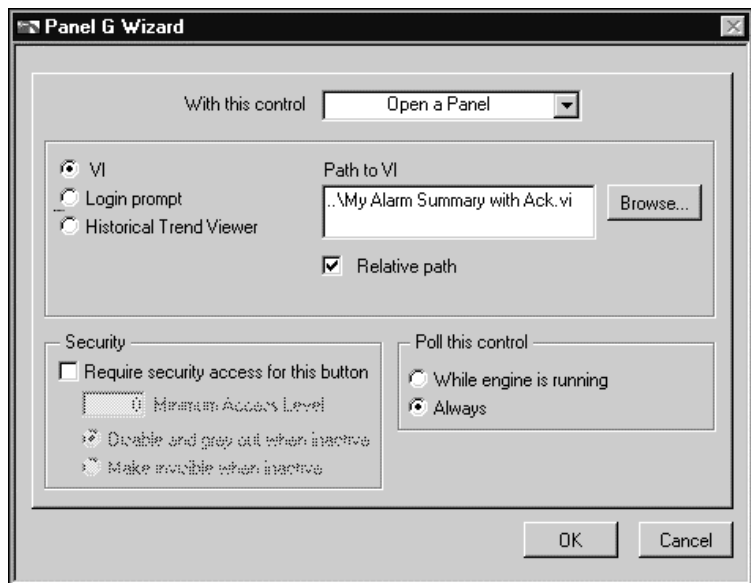 Panel G Wizard
With this control
Open a Panel
VI
Login prompt
Historical Trend Viewer
Path to VI
..\My Alarm Summary with Ack.vi
Browse...
Relative path
Security
Require security access for this button
0 Minimum Access Level
Disable and gray out when inactive
Make invisible when inactive
Poll this control
While engine is running
Always
OK
Cancel